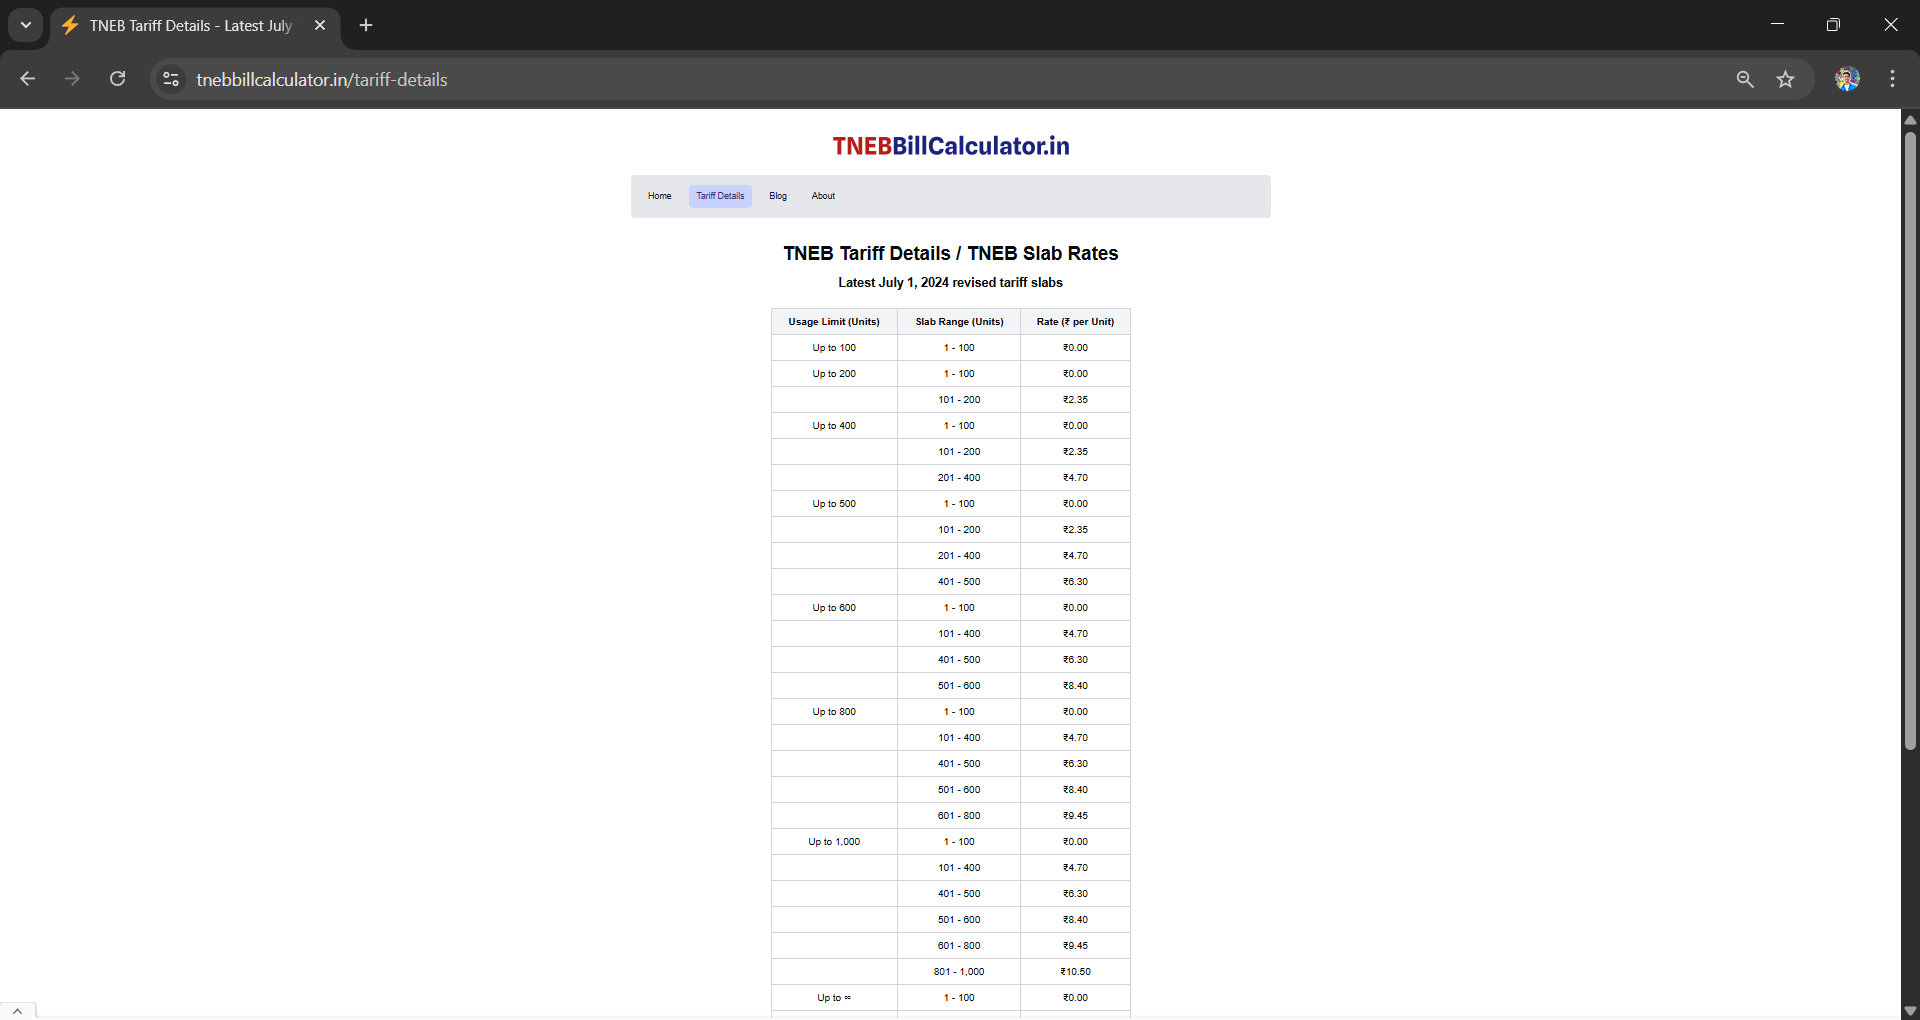 TNEB Tariff Details - Latest July
tnebbillcalculator.in/tariff-details
TNEBBillCalculator.in
Home Tariff Details Blog About
TNEB Tariff Details / TNEB Slab Rates
Latest July 1, 2024 revised tariff slabs
Usage Limit (Units) Slab Range (Units) Rate (₹ per Unit)
Up to 100 1 - 100 ₹0.00
Up to 200 1 - 100 ₹0.00
101 - 200 ₹2.35
Up to 400 1 - 100 ₹0.00
101 - 200 ₹2.35
201 - 400 ₹4.70
Up to 500 1 - 100 ₹0.00
101 - 200 ₹2.35
201 - 400 ₹4.70
401 - 500 ₹6.30
Up to 600 1 - 100 ₹0.00
101 - 400 ₹4.70
401 - 500 ₹6.30
501 - 600 ₹8.40
Up to 800 1 - 100 ₹0.00
101 - 400 ₹4.70
401 - 500 ₹6.30
501 - 600 ₹8.40
601 - 800 ₹9.45
Up to 1,000 1 - 100 ₹0.00
101 - 400 ₹4.70
401 - 500 ₹6.30
501 - 600 ₹8.40
601 - 800 ₹9.45
801 - 1,000 ₹10.50
Up to ∞ 1 - 100 ₹0.00